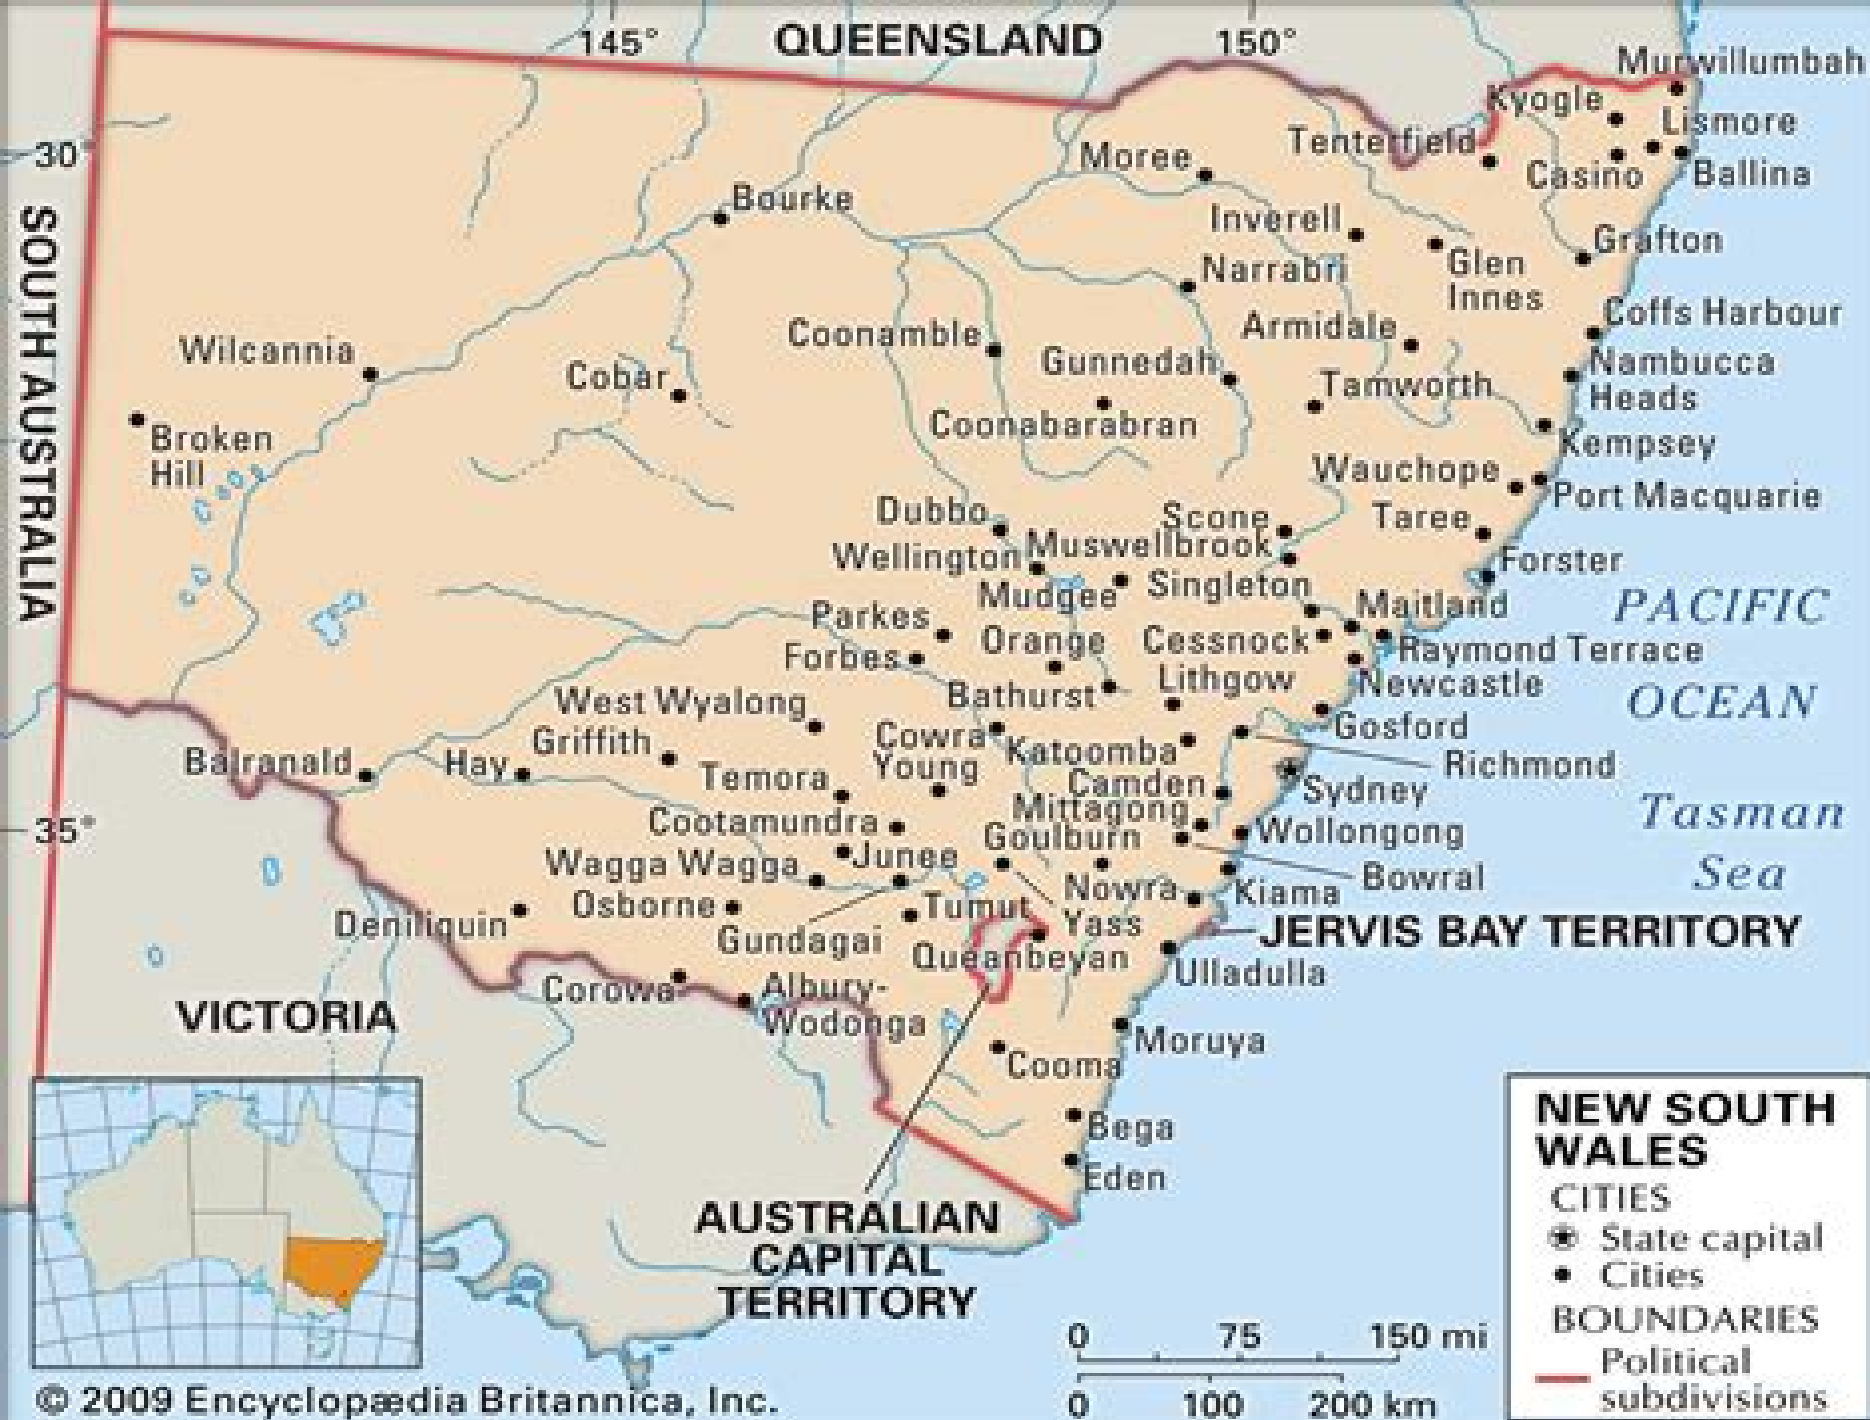 QUEENSLAND
145°
150°
30°
35°
SOUTH AUSTRALIA
Murwillumbah
Kyogle
Lismore
Tenterfield
Casino
Ballina
Moree
Bourke
Inverell
Grafton
Glen
Innes
Narrabri
Coffs Harbour
Armidale
Coonamble
Wilcannia
Gunnedah
Nambucca
Heads
Cobar
Tamworth
Coonabarabran
Broken
Hill
Kempsey
Wauchope
Port Macquarie
Dubbo
Scone
Taree
Wellington
Muswellbrook
Forster
Mudgee
Singleton
PACIFIC
OCEAN
Maitland
Parkes
Orange
Cessnock
Raymond Terrace
Forbes
Lithgow
Newcastle
Bathurst
West Wyalong
Gosford
Griffith
Cowra
Katoomba
Richmond
Balranald
Hay
Temora
Young
Camden
Sydney
Mittagong
Tasman
Sea
Cootamundra
Goulburn
Wollongong
Wagga Wagga
Junee
Bowral
Nowra
Kiama
Osborne
Tumut
Yass
JERVIS BAY TERRITORY
Deniliquin
Gundagai
Queanbeyan
Ulladulla
Corowa
Albury-
Wodonga
VICTORIA
Moruya
Cooma
Bega
Eden
AUSTRALIAN
CAPITAL
TERRITORY
NEW SOUTH
WALES
CITIES
State capital
Cities
BOUNDARIES
Political
subdivisions
0 75 150 mi
0 100 200 km
© 2009 Encyclopædia Britannica, Inc.